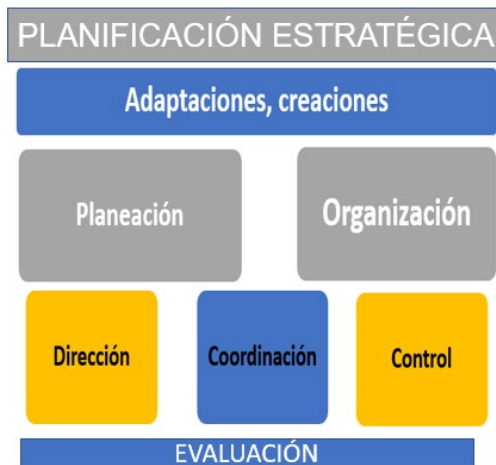 PLANIFICACIÓN ESTRATÉGICA
Adaptaciones, creaciones
Planeación
Organización
Dirección
Coordinación
Control
EVALUACIÓN